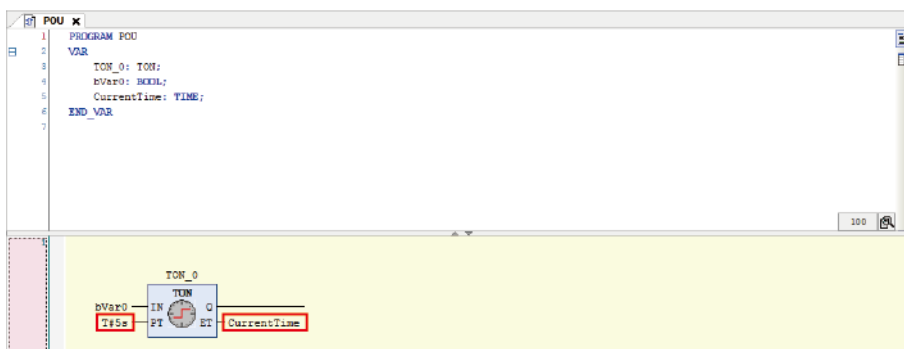 POU
1 PROGRAM POU
2 VAR
3 TON_0: TON;
4 bVar0: BOOL;
5 CurrentTime: TIME;
6 END_VAR
7
100
1
TON_0
TON
bVar0 IN Q
T#5s PT ET CurrentTime